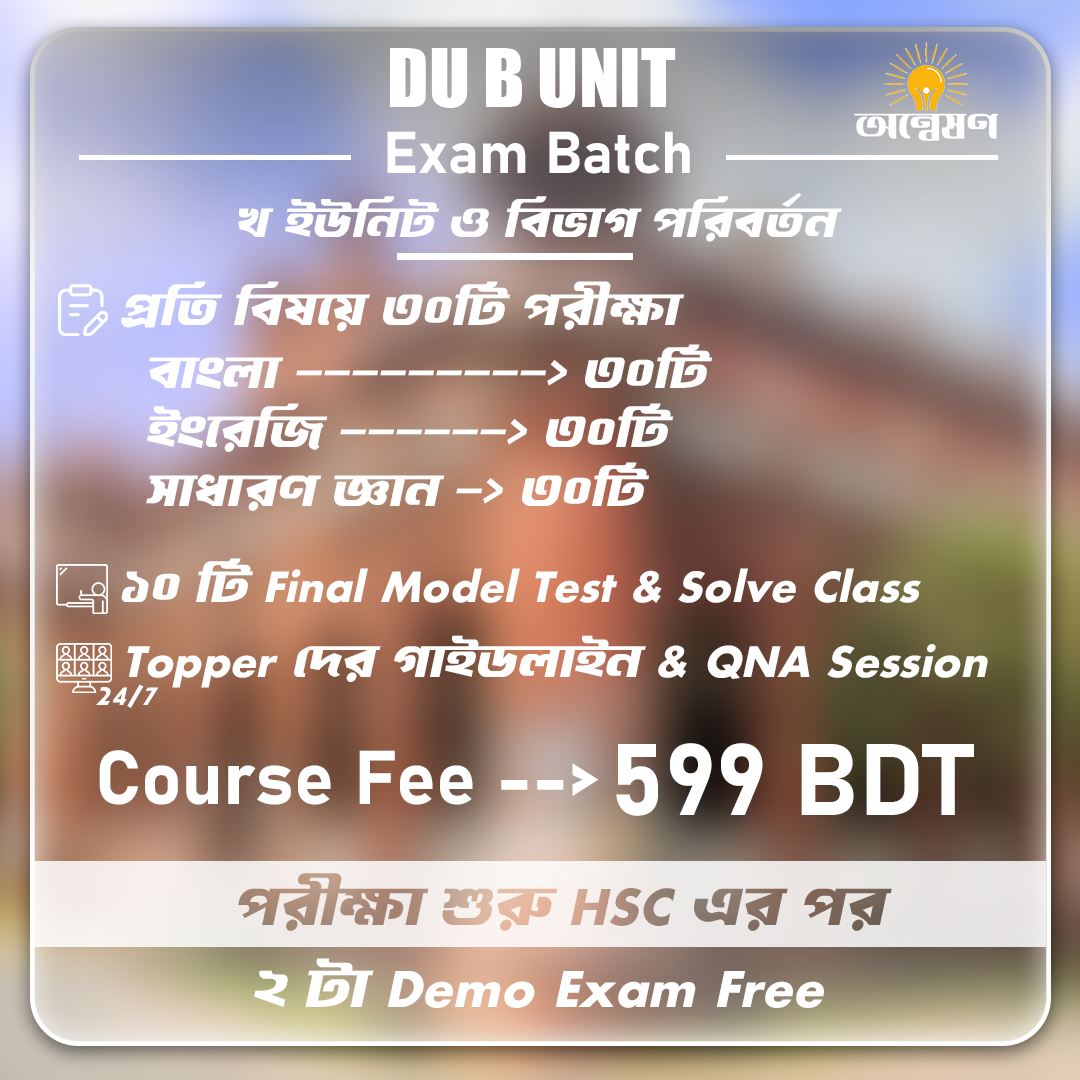 DU B UNIT
অন্বেষণ
Exam Batch
খ ইউনিট ও বিভাগ পরিবর্তন
প্রতি বিষয়ে ৩০টি পরীক্ষা
বাংলা ---------> ৩০টি
ইংরেজি ------> ৩০টি
সাধারণ জ্ঞান -> ৩০টি
১০ টি Final Model Test & Solve Class
Topper দের গাইডলাইন & QNA Session
24/7
Course Fee --> 599 BDT
পরীক্ষা শুরু HSC এর পর
২ টা Demo Exam Free